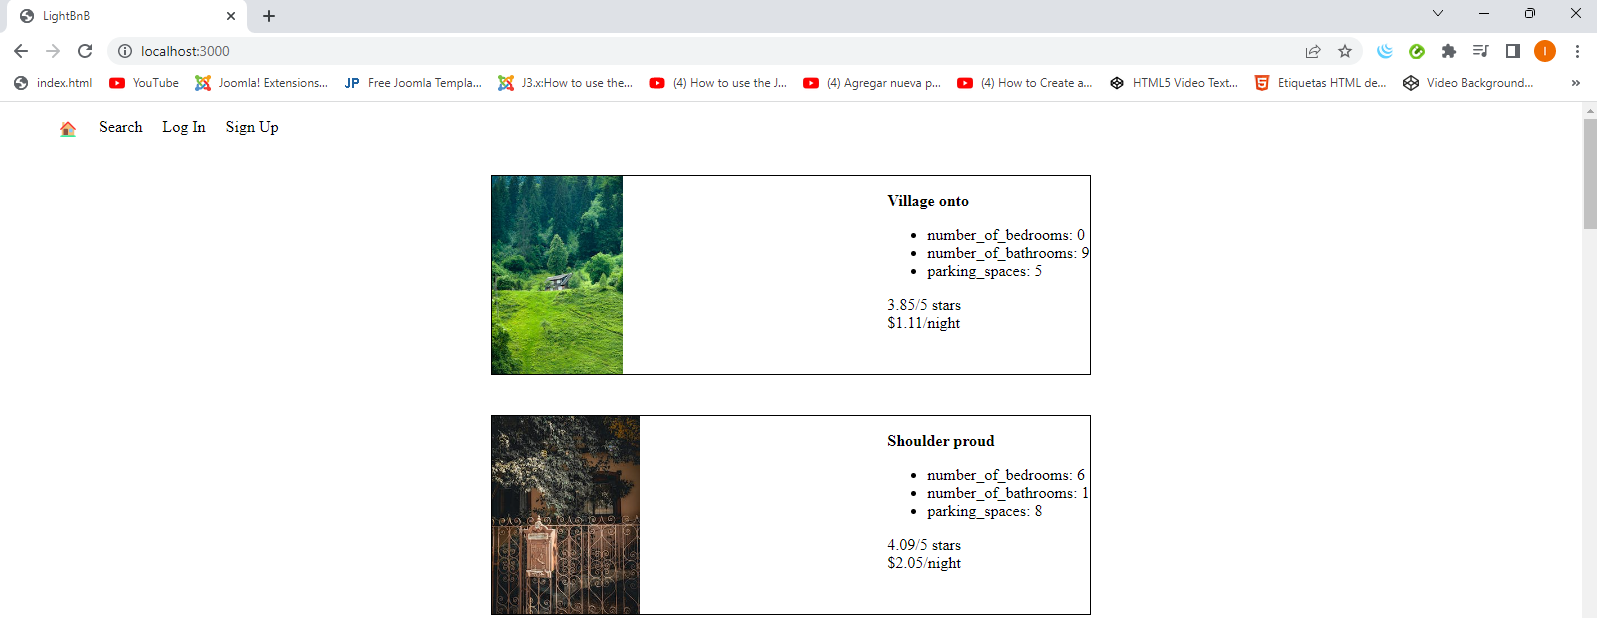 LightBnB
localhost:3000
I
index.html YouTube Joomla! Extensions... JP Free Joomla Templa... J3.x:How to use the... (4) How to use the J... (4) Agregar nueva p... (4) How to Create a... HTML5 Video Text... 5 Etiquetas HTML de... Video Background... »
Search Log In Sign Up
Village onto
• number_of_bedrooms: 0
• number_of_bathrooms: 9
• parking_spaces: 5
3.85/5 stars
$1.11/night
Shoulder proud
• number_of_bedrooms: 6
• number_of_bathrooms: 1
• parking_spaces: 8
4.09/5 stars
$2.05/night